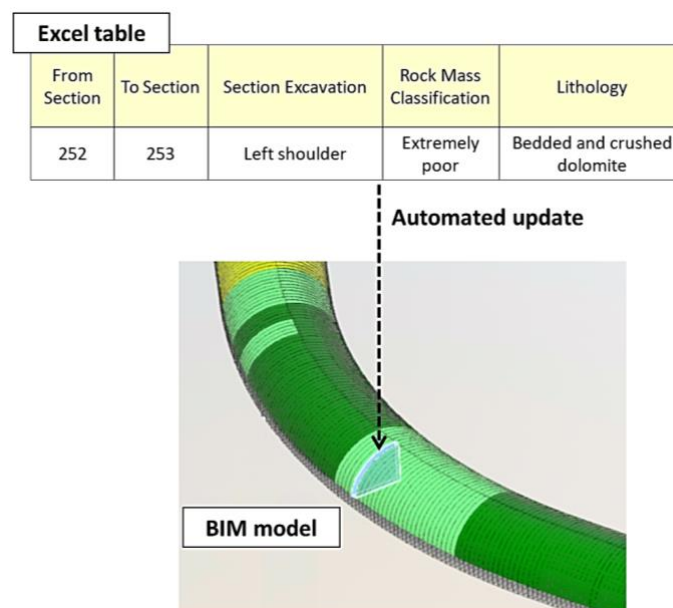 Excel table
From
Section
To Section
Section Excavation
Rock Mass
Classification
Lithology
252
253
Left shoulder
Extremely
poor
Bedded and crushed
dolomite
Automated update
BIM model